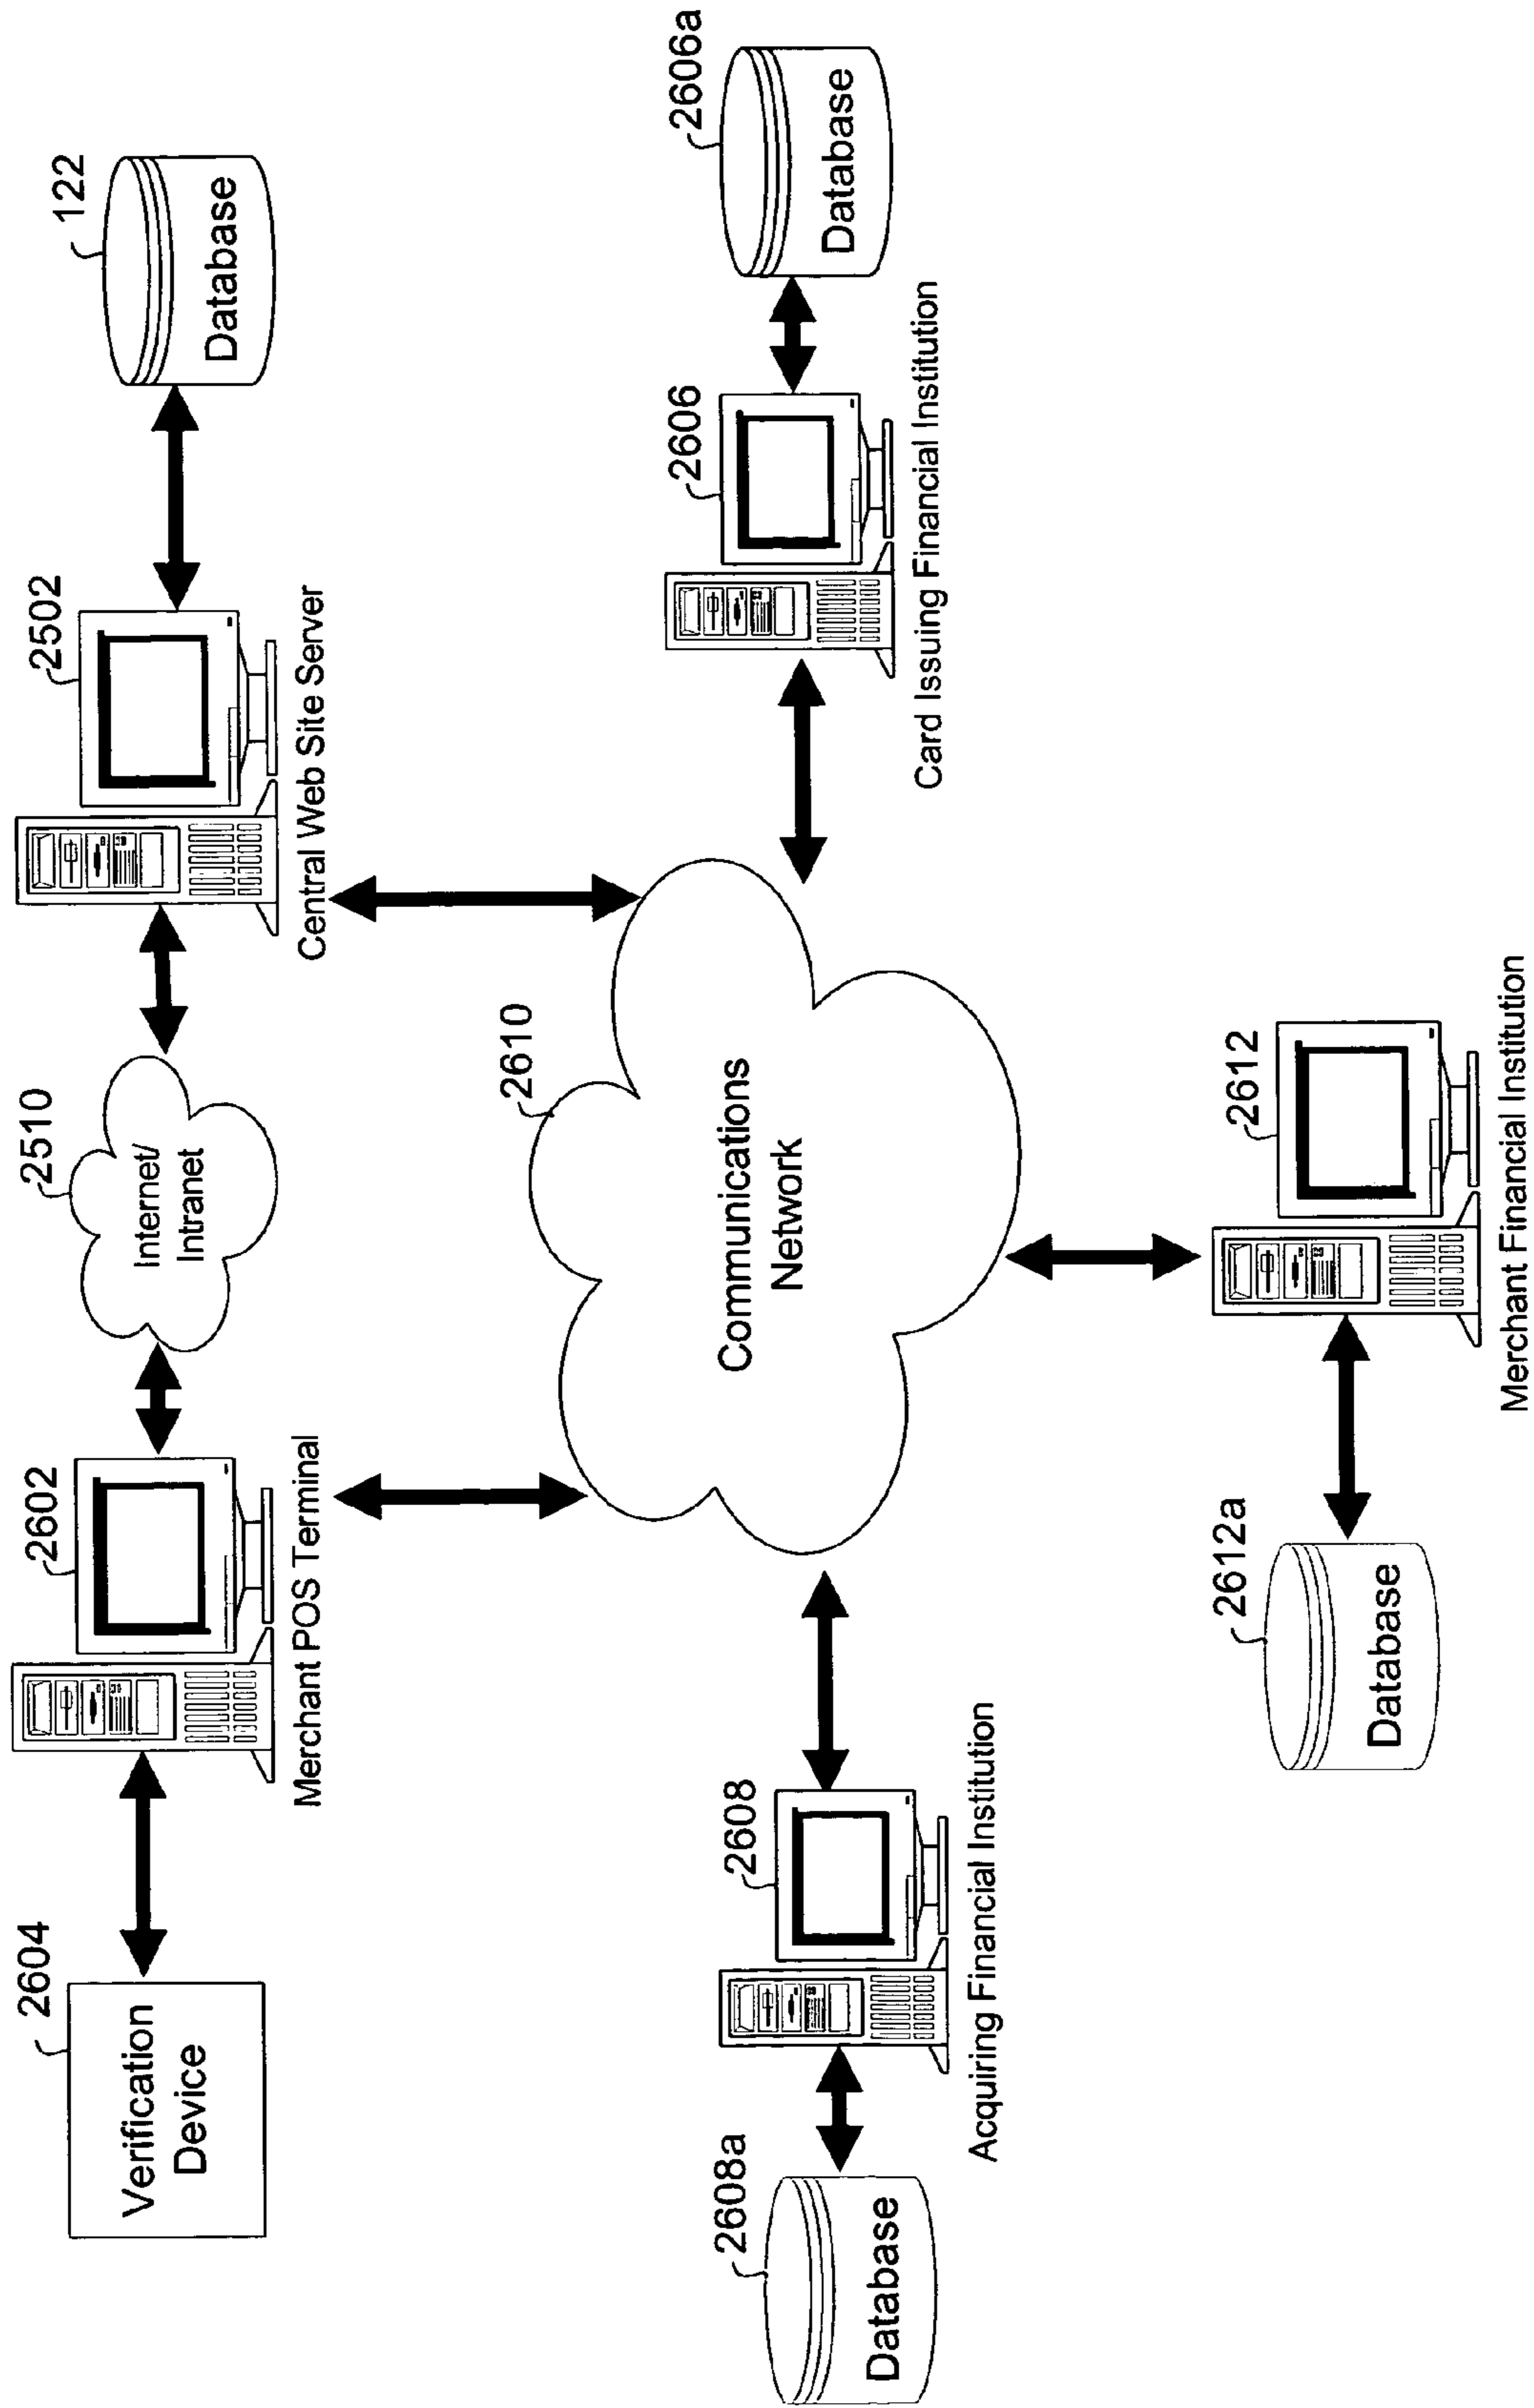 2604
Verification
Device
2602
Merchant POS Terminal
2510
Internet/
Intranet
2502
Central Web Site Server
122
Database
2610
Communications
Network
2608a
Database
2608
Acquiring Financial Institution
2606
Card Issuing Financial Institution
2606a
Database
2612a
Database
2612
Merchant Financial Institution